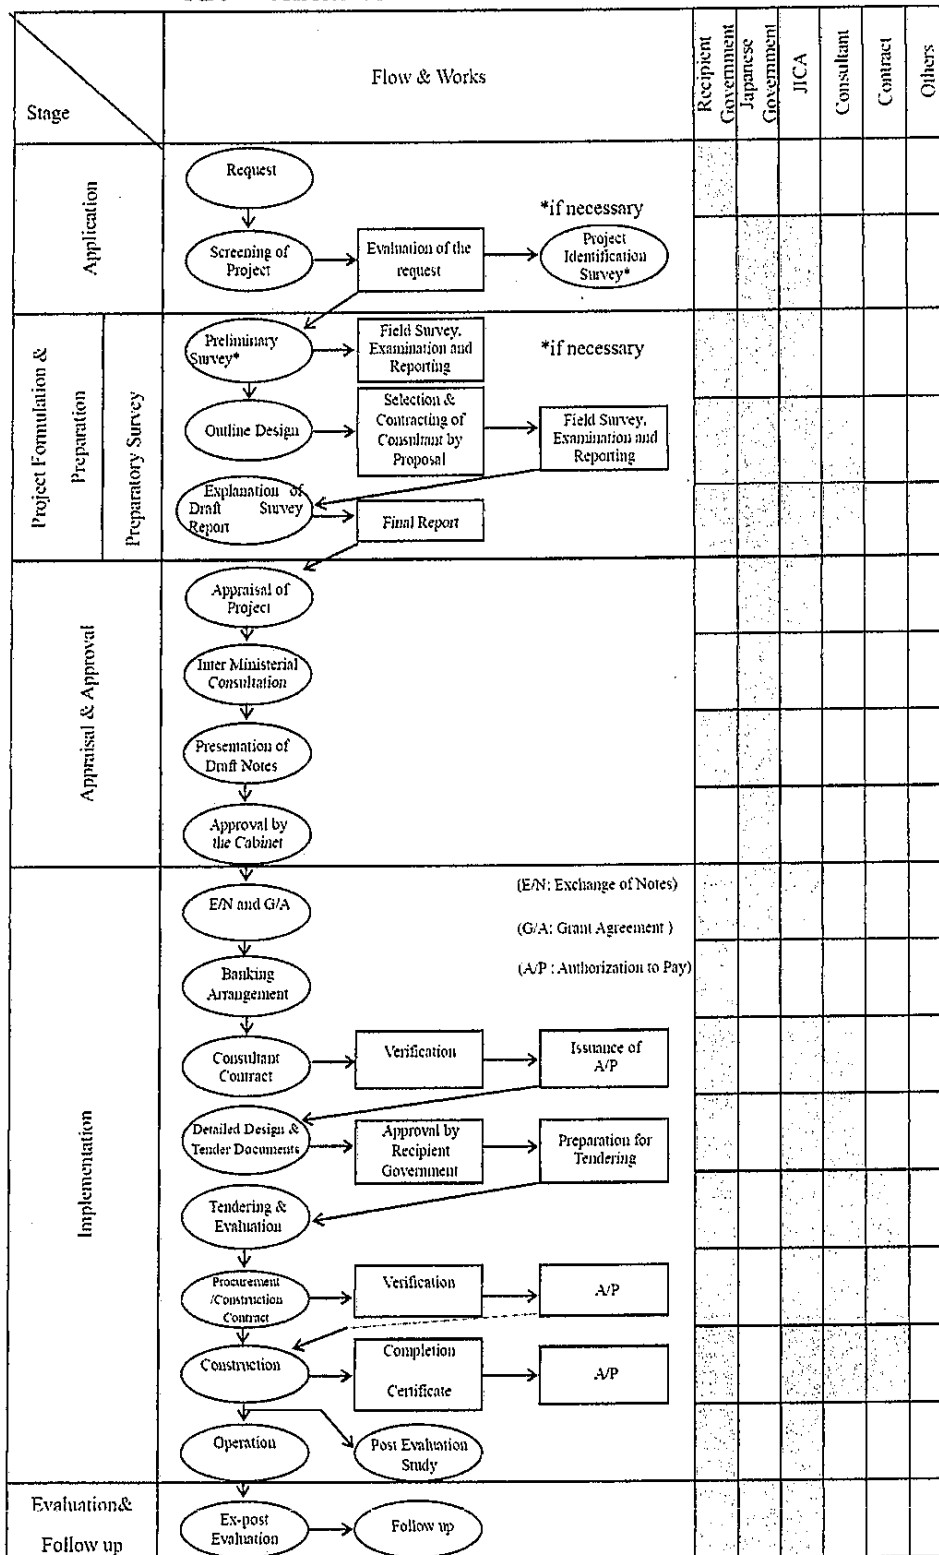 Stage
Flow & Works
Recipient
Government
Japanese
Government
JICA
Consultant
Contract
Others
Application
Request
*if necessary
Screening of
Project
Evaluation of the
request
Project
Identification
Survey*
Project Formulation &
Preparation
Preparatory Survey
Preliminary
Survey*
Field Survey,
Examination and
Reporting
*if necessary
Outline Design
Selection &
Contracting of
Consultant by
Proposal
Field Survey,
Examination and
Reporting
Explanation of
Draft Survey
Report
Final Report
Appraisal & Approval
Appraisal of
Project
Inter Ministerial
Consultation
Presentation of
Draft Notes
Approval by
the Cabinet
Implementation
E/N and G/A
(E/N: Exchange of Notes)
(G/A: Grant Agreement )
(A/P : Authorization to Pay)
Banking
Arrangement
Consultant
Contract
Verification
Issuance of
A/P
Detailed Design &
Tender Documents
Approval by
Recipient
Government
Preparation for
Tendering
Tendering &
Evaluation
Procurement
/Construction
Contract
Verification
A/P
Construction
Completion
Certificate
A/P
Operation
Post Evaluation
Study
Evaluation&
Follow up
Ex-post
Evaluation
Follow up